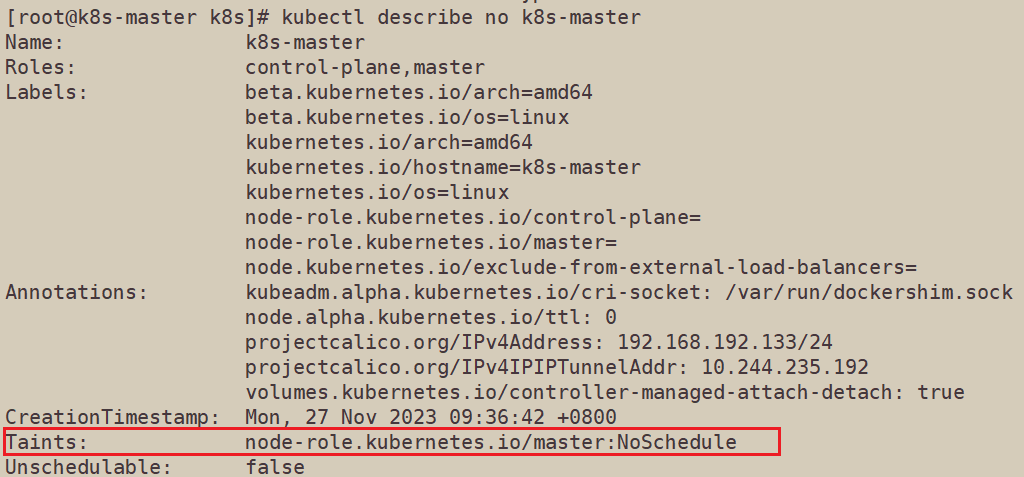 [root@k8s-master k8s]# kubectl describe no k8s-master
Name:               k8s-master
Roles:              control-plane,master
Labels:             beta.kubernetes.io/arch=amd64
                    beta.kubernetes.io/os=linux
                    kubernetes.io/arch=amd64
                    kubernetes.io/hostname=k8s-master
                    kubernetes.io/os=linux
                    node-role.kubernetes.io/control-plane=
                    node-role.kubernetes.io/master=
                    node.kubernetes.io/exclude-from-external-load-balancers=
Annotations:        kubeadm.alpha.kubernetes.io/cri-socket: /var/run/dockershim.sock
                    node.alpha.kubernetes.io/ttl: 0
                    projectcalico.org/IPv4Address: 192.168.192.133/24
                    projectcalico.org/IPv4IPIPTunnelAddr: 10.244.235.192
                    volumes.kubernetes.io/controller-managed-attach-detach: true
CreationTimestamp:  Mon, 27 Nov 2023 09:36:42 +0800
Taints:             node-role.kubernetes.io/master:NoSchedule
Unschedulable:      false